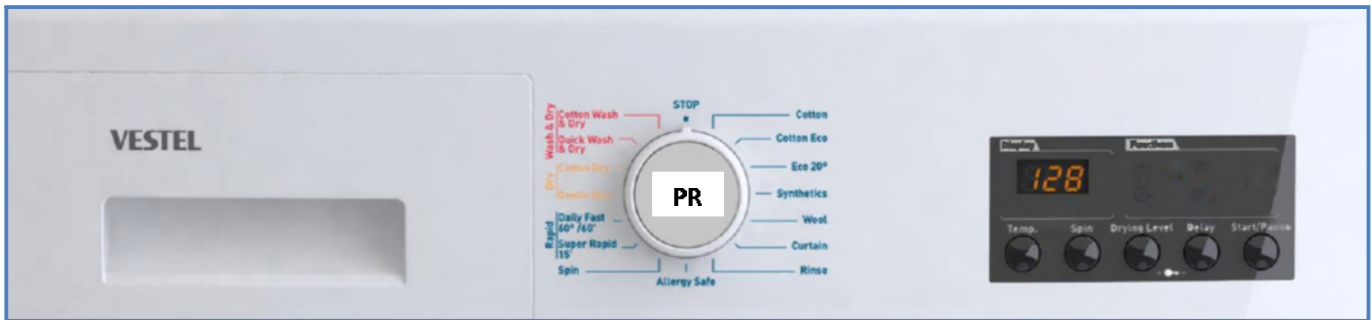 VESTEL
STOP
Cotton
Cotton Eco
Eco 20°
Synthetics
Wool
Curtain
Rinse
Allergy Safe
Spin
Rapid
Super Rapid
15'
Daily Fast
60° /60'
Dry
Gentle Dry
Cotton Dry
Wash & Dry
Quick Wash
& Dry
Cotton Wash
& Dry
PR
Display
Functions
128
Temp.
Spin
Drying Level
Delay
Start/Pause